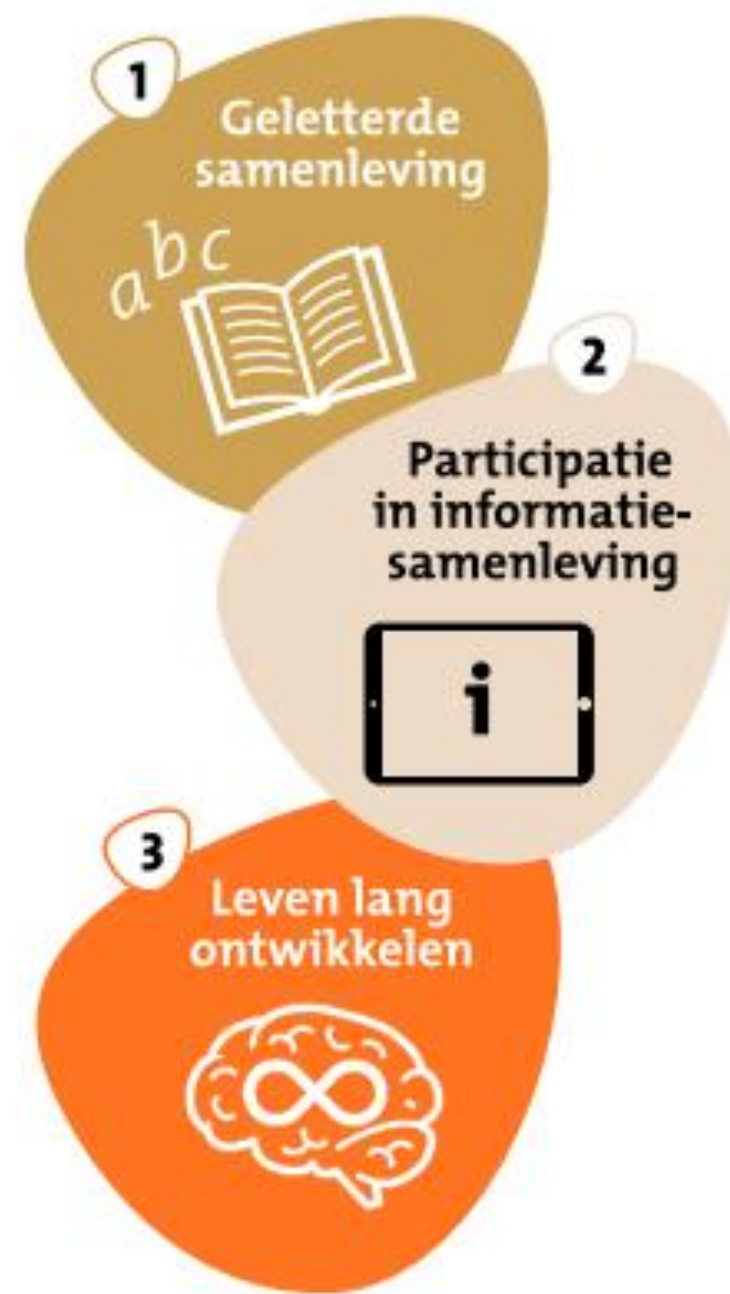 1
Geletterde
samenleving
abc
2
Participatie
in informatie-
samenleving
i
3
Leven lang
ontwikkelen